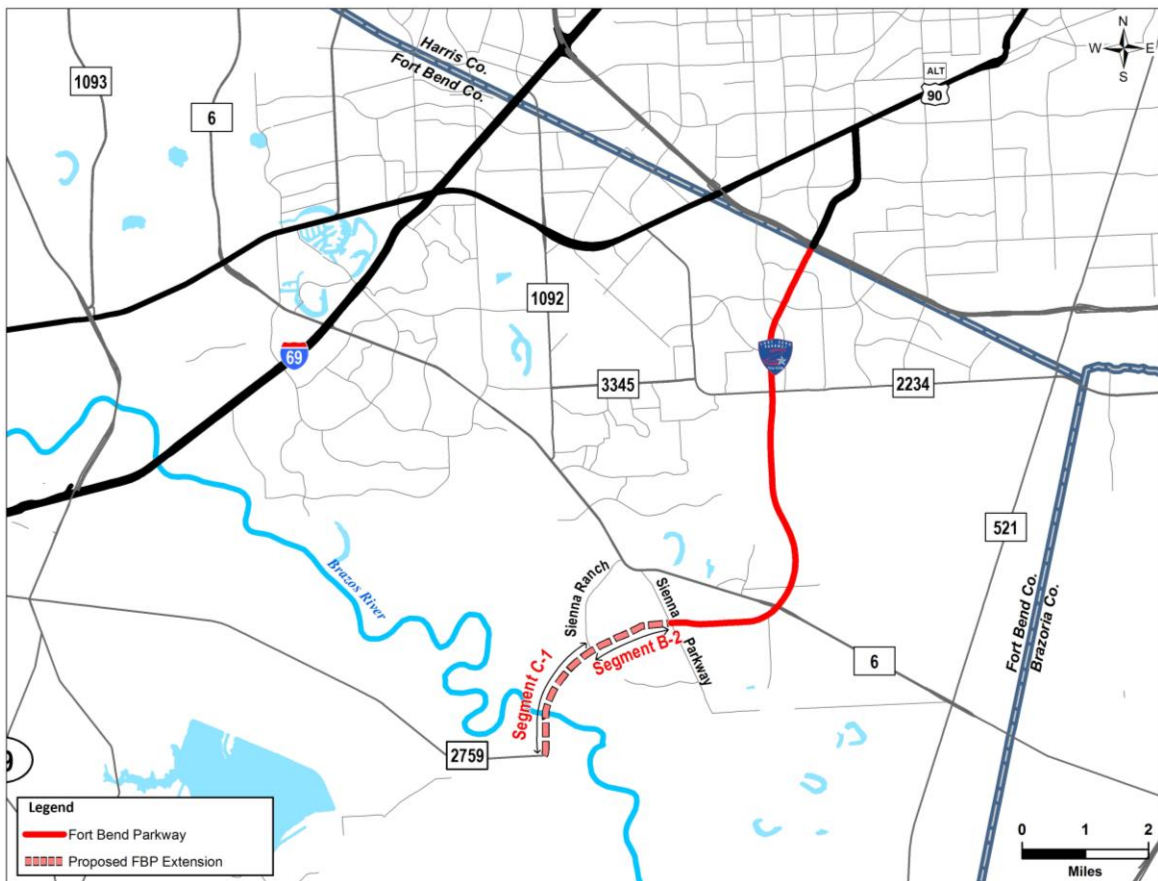 N
W E
S
Harris Co.
Fort Bend Co.
1093
6
ALT
90
1092
69
3345
2234
521
Brazos River
Sienna Ranch
Sienna
Parkway
Segment B-2
Segment C-1
Fort Bend Co.
Brazoria Co.
6
2759
9
Legend
Fort Bend Parkway
Proposed FBP Extension
0 1 2
Miles